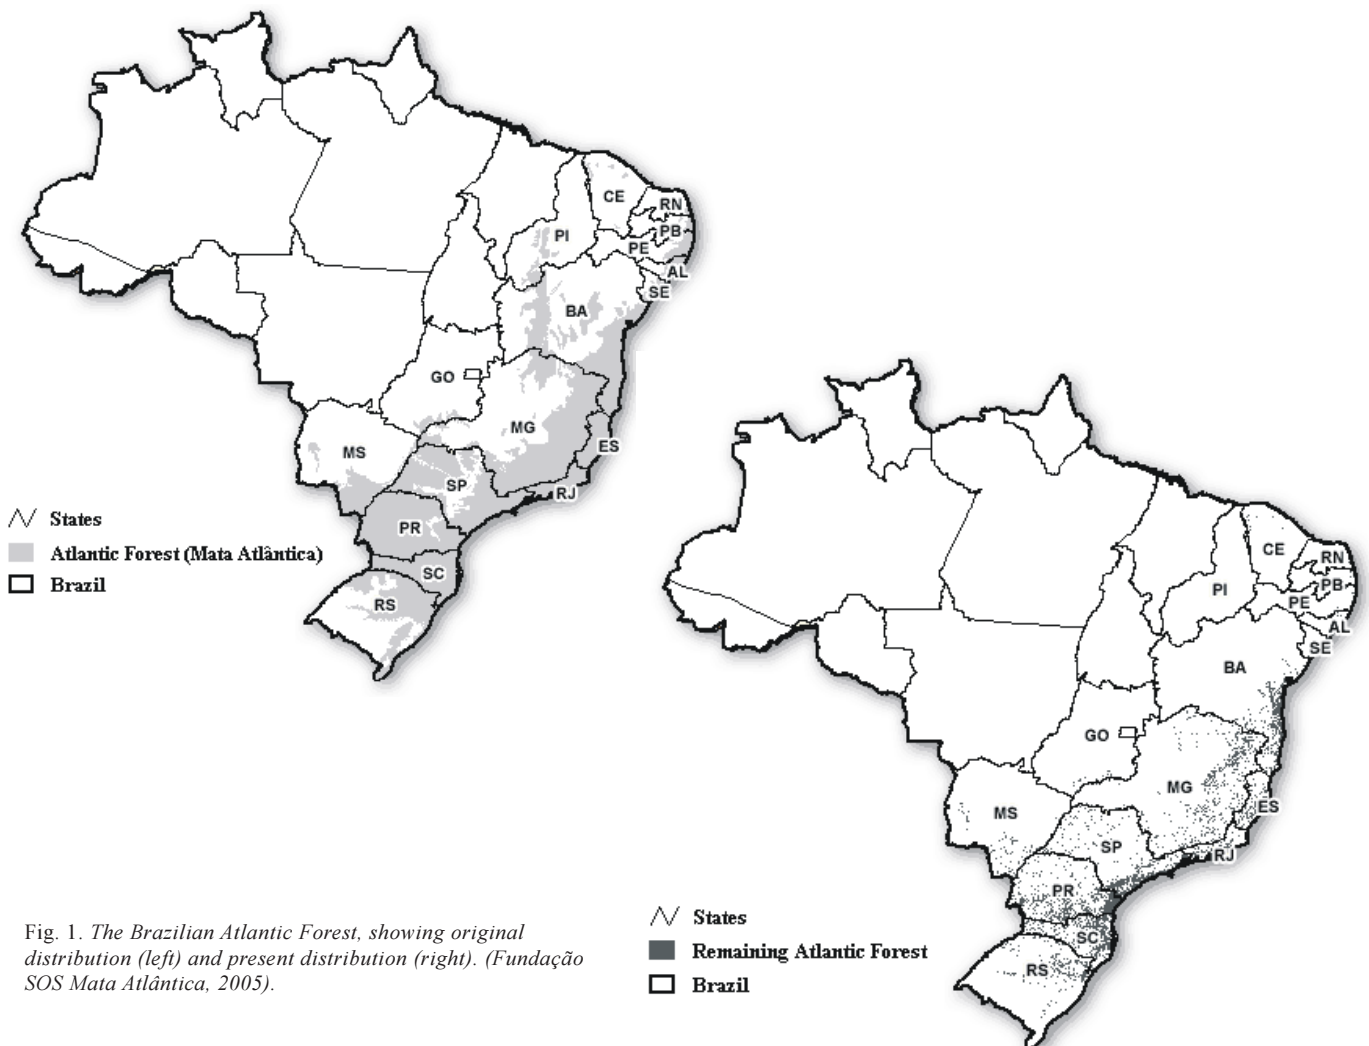 CE
RN
PB
PI
PE
AL
SE
BA
GO
MG
ES
MS
SP
RJ
PR
SC
RS
States
Atlantic Forest (Mata Atlântica)
Brazil
CE
RN
PB
PI
PE
AL
SE
BA
GO
MG
ES
MS
SP
RJ
PR
SC
RS
States
Remaining Atlantic Forest
Brazil
Fig. 1. The Brazilian Atlantic Forest, showing original
distribution (left) and present distribution (right). (Fundação
SOS Mata Atlântica, 2005).